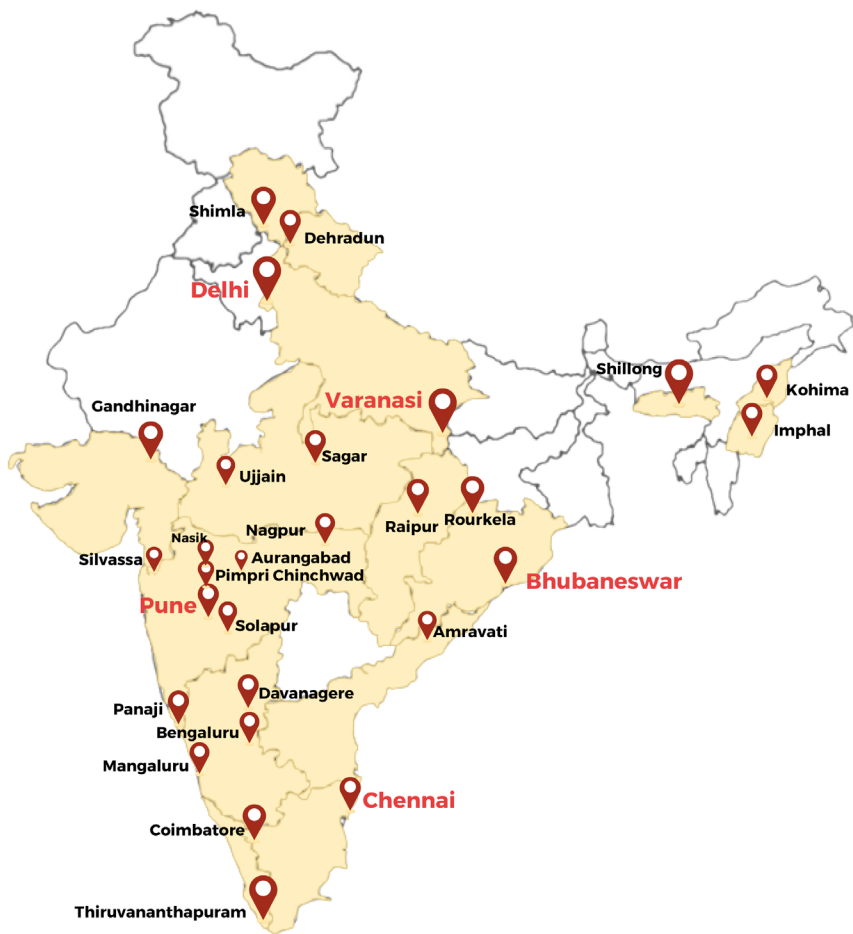 Shimla
Dehradun
Delhi
Shillong
Kohima
Varanasi
Gandhinagar
Imphal
Sagar
Ujjain
Rourkela
Raipur
Nagpur
Nasik
Silvassa
Aurangabad
Pimpri Chinchwad
Bhubaneswar
Pune
Solapur
Amravati
Davanagere
Panaji
Bengaluru
Mangaluru
Chennai
Coimbatore
Thiruvananthapuram